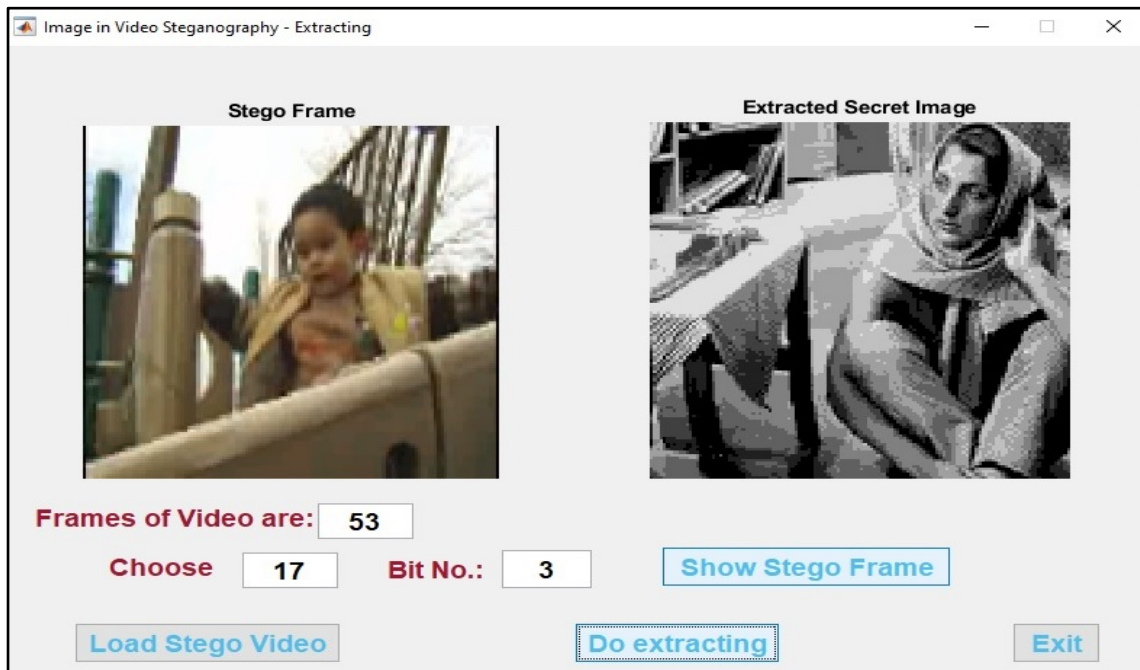 Image in Video Steganography - Extracting
Stego Frame
Extracted Secret Image
Frames of Video are: 53
Choose 17 Bit No.: 3 Show Stego Frame
Load Stego Video Do extracting Exit